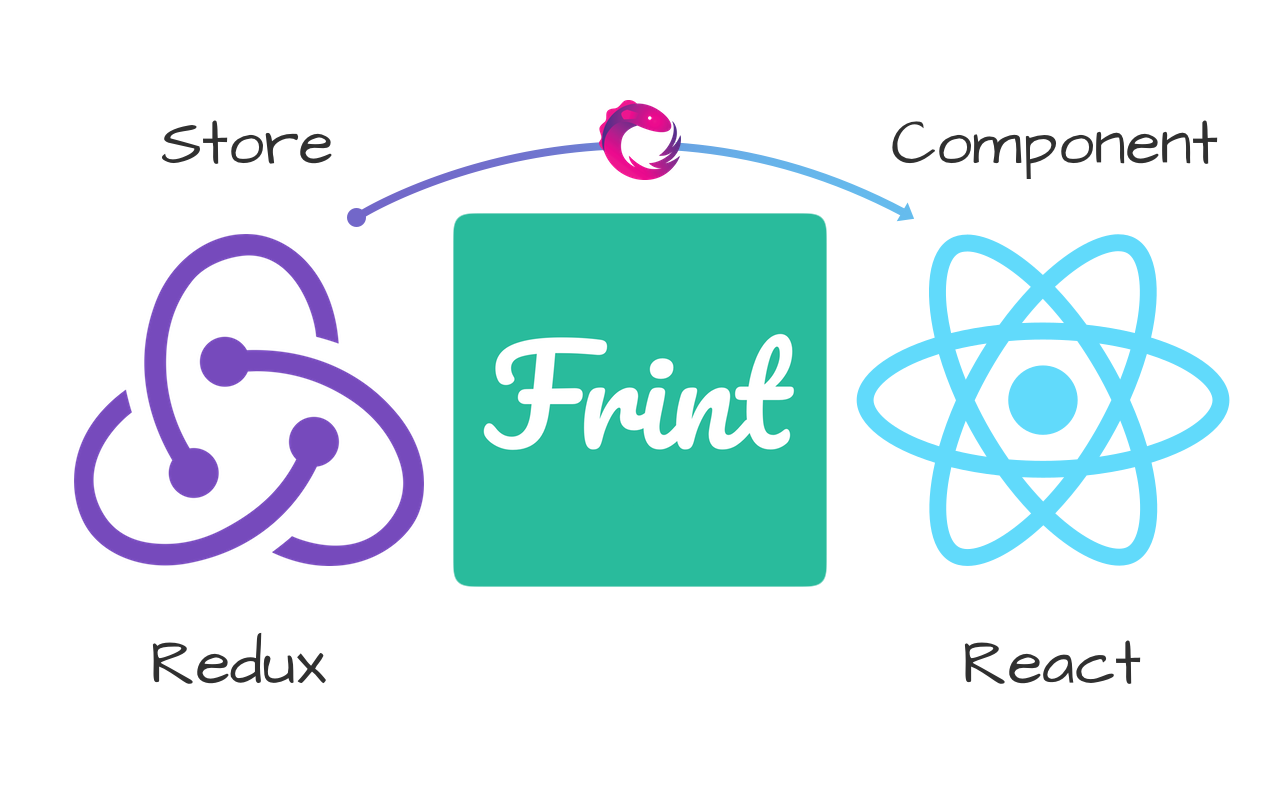 Store
Component
Frint
Redux
React